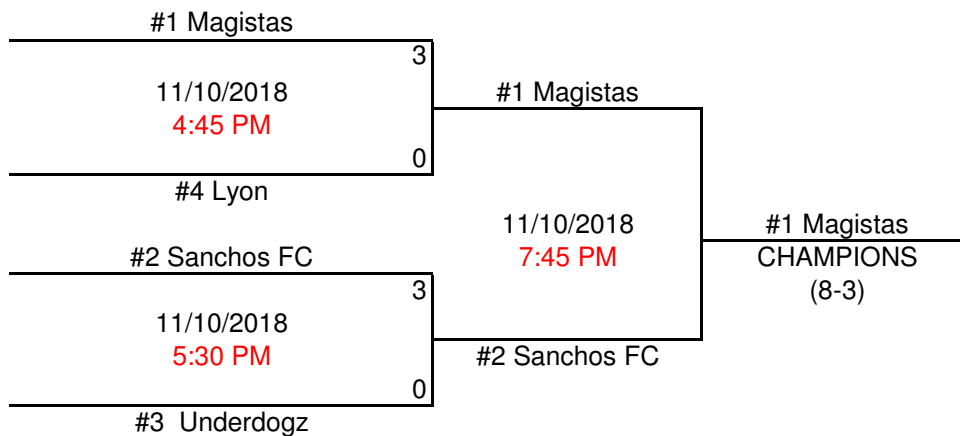 #1 Magistas
3
11/10/2018
4:45 PM
0
#4 Lyon
#1 Magistas
#2 Sanchos FC
3
11/10/2018
5:30 PM
0
#3  Underdogz
11/10/2018
7:45 PM
#2 Sanchos FC
#1 Magistas
CHAMPIONS
(8-3)